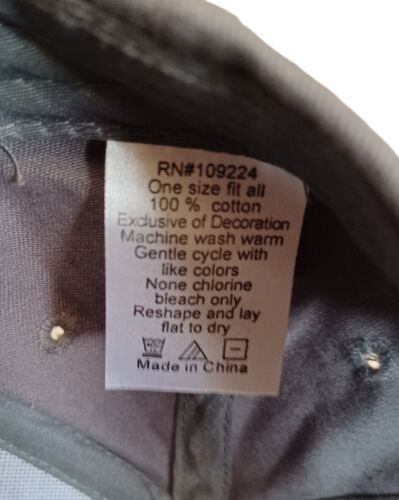 RN#109224
One size fit all
100 % cotton
Exclusive of Decoration
Machine wash warm
Gentle cycle with
like colors
None chlorine
bleach only
Reshape and lay
flat to dry
Made in China